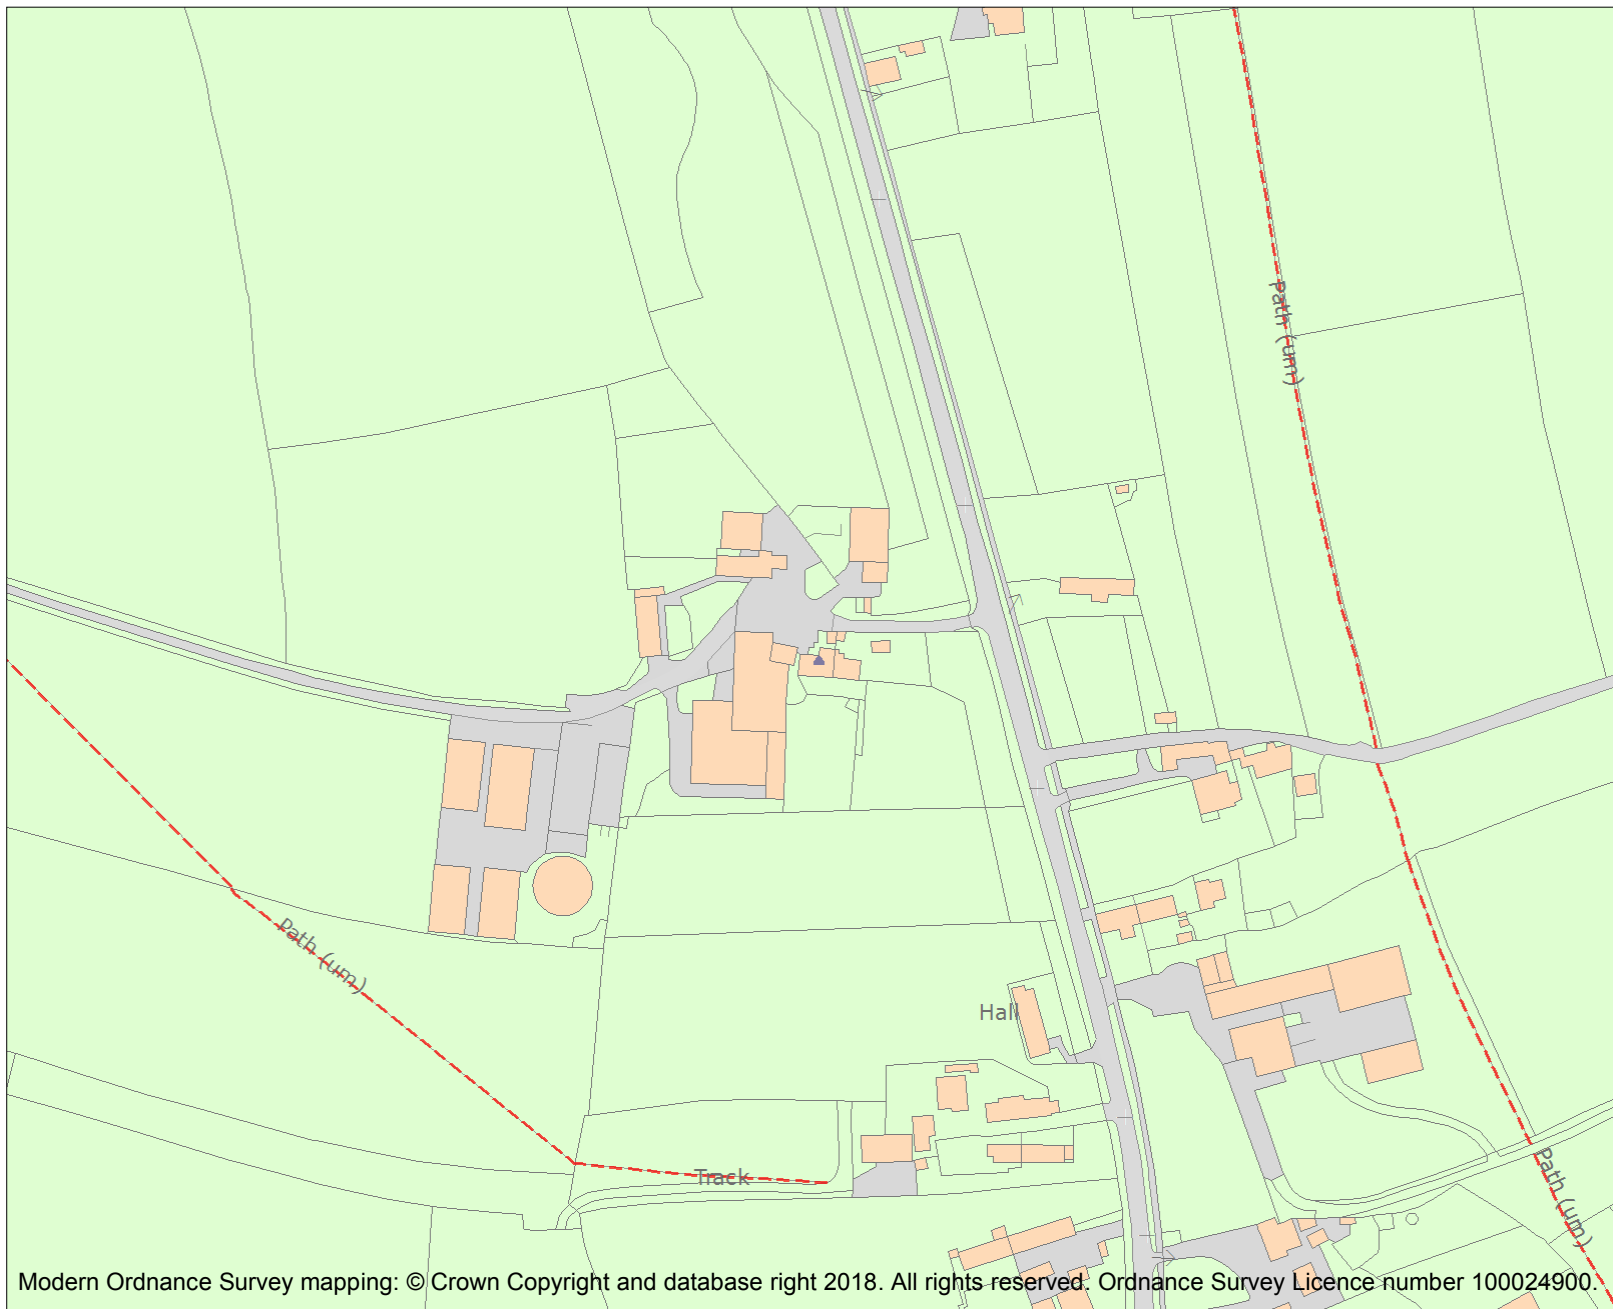 Path (um)
Path (um)
Hall
Track
Path (um)
Modern Ordnance Survey mapping: © Crown Copyright and database right 2018. All rights reserved. Ordnance Survey Licence number 100024900.